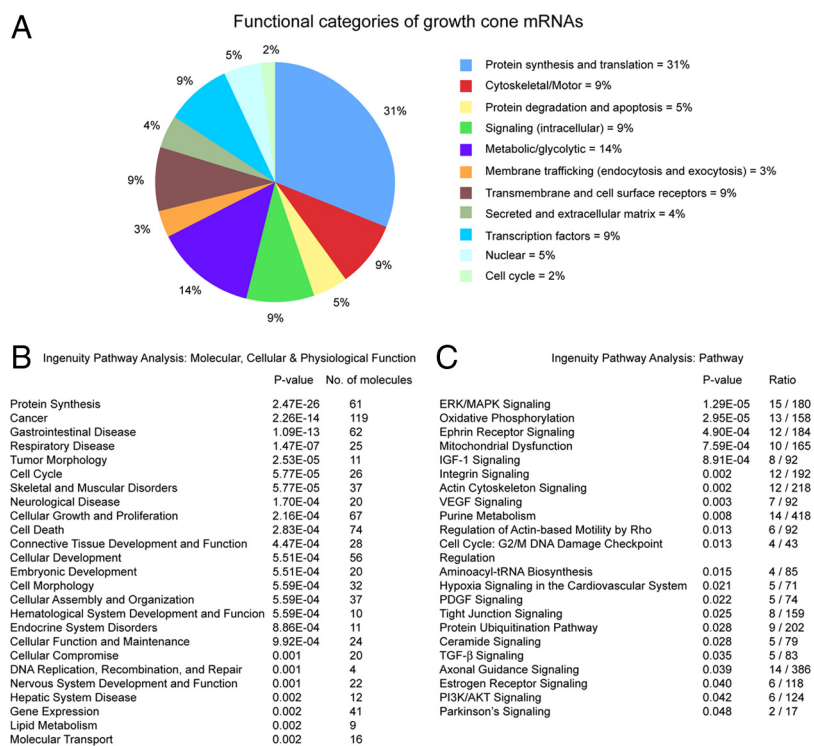 A
Functional categories of growth cone mRNAs
2%
5%
9%
4%
9%
3%
14%
9%
5%
9%
31%
Protein synthesis and translation = 31%
Cytoskeletal/Motor = 9%
Protein degradation and apoptosis = 5%
Signaling (intracellular) = 9%
Metabolic/glycolytic = 14%
Membrane trafficking (endocytosis and exocytosis) = 3%
Transmembrane and cell surface receptors = 9%
Secreted and extracellular matrix = 4%
Transcription factors = 9%
Nuclear = 5%
Cell cycle = 2%
B Ingenuity Pathway Analysis: Molecular, Cellular & Physiological Function
P-value No. of molecules
Protein Synthesis 2.47E-26 61
Cancer 2.26E-14 119
Gastrointestinal Disease 1.09E-13 62
Respiratory Disease 1.47E-07 25
Tumor Morphology 2.53E-05 11
Cell Cycle 5.77E-05 26
Skeletal and Muscular Disorders 5.77E-05 37
Neurological Disease 1.70E-04 20
Cellular Growth and Proliferation 2.16E-04 67
Cell Death 2.83E-04 74
Connective Tissue Development and Function 4.47E-04 28
Cellular Development 5.51E-04 56
Embryonic Development 5.51E-04 20
Cell Morphology 5.59E-04 32
Cellular Assembly and Organization 5.59E-04 37
Hematological System Development and Funcion 5.59E-04 10
Endocrine System Disorders 8.86E-04 11
Cellular Function and Maintenance 9.92E-04 24
Cellular Compromise 0.001 20
DNA Replication, Recombination, and Repair 0.001 4
Nervous System Development and Function 0.001 22
Hepatic System Disease 0.002 12
Gene Expression 0.002 41
Lipid Metabolism 0.002 9
Molecular Transport 0.002 16
C Ingenuity Pathway Analysis: Pathway
P-value Ratio
ERK/MAPK Signaling 1.29E-05 15 / 180
Oxidative Phosphorylation 2.95E-05 13 / 158
Ephrin Receptor Signaling 4.90E-04 12 / 184
Mitochondrial Dysfunction 7.59E-04 10 / 165
IGF-1 Signaling 8.91E-04 8 / 92
Integrin Signaling 0.002 12 / 192
Actin Cytoskeleton Signaling 0.002 12 / 218
VEGF Signaling 0.003 7 / 92
Purine Metabolism 0.008 14 / 418
Regulation of Actin-based Motility by Rho 0.013 6 / 92
Cell Cycle: G2/M DNA Damage Checkpoint 0.013 4 / 43
Regulation
Aminoacyl-tRNA Biosynthesis 0.015 4 / 85
Hypoxia Signaling in the Cardiovascular System 0.021 5 / 71
PDGF Signaling 0.022 5 / 74
Tight Junction Signaling 0.025 8 / 159
Protein Ubiquitination Pathway 0.028 9 / 202
Ceramide Signaling 0.028 5 / 79
TGF-β Signaling 0.035 5 / 83
Axonal Guidance Signaling 0.039 14 / 386
Estrogen Receptor Signaling 0.040 6 / 118
PI3K/AKT Signaling 0.042 6 / 124
Parkinson's Signaling 0.048 2 / 17